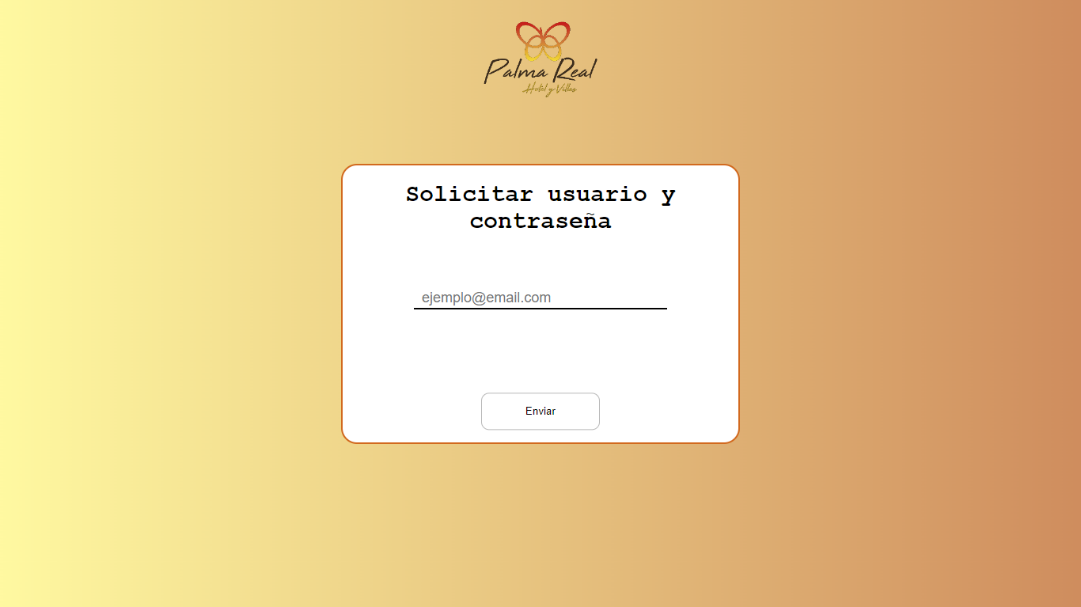 Palma Real
Hotel y Villas
Solicitar usuario y
contraseña
ejemplo@email.com
Enviar